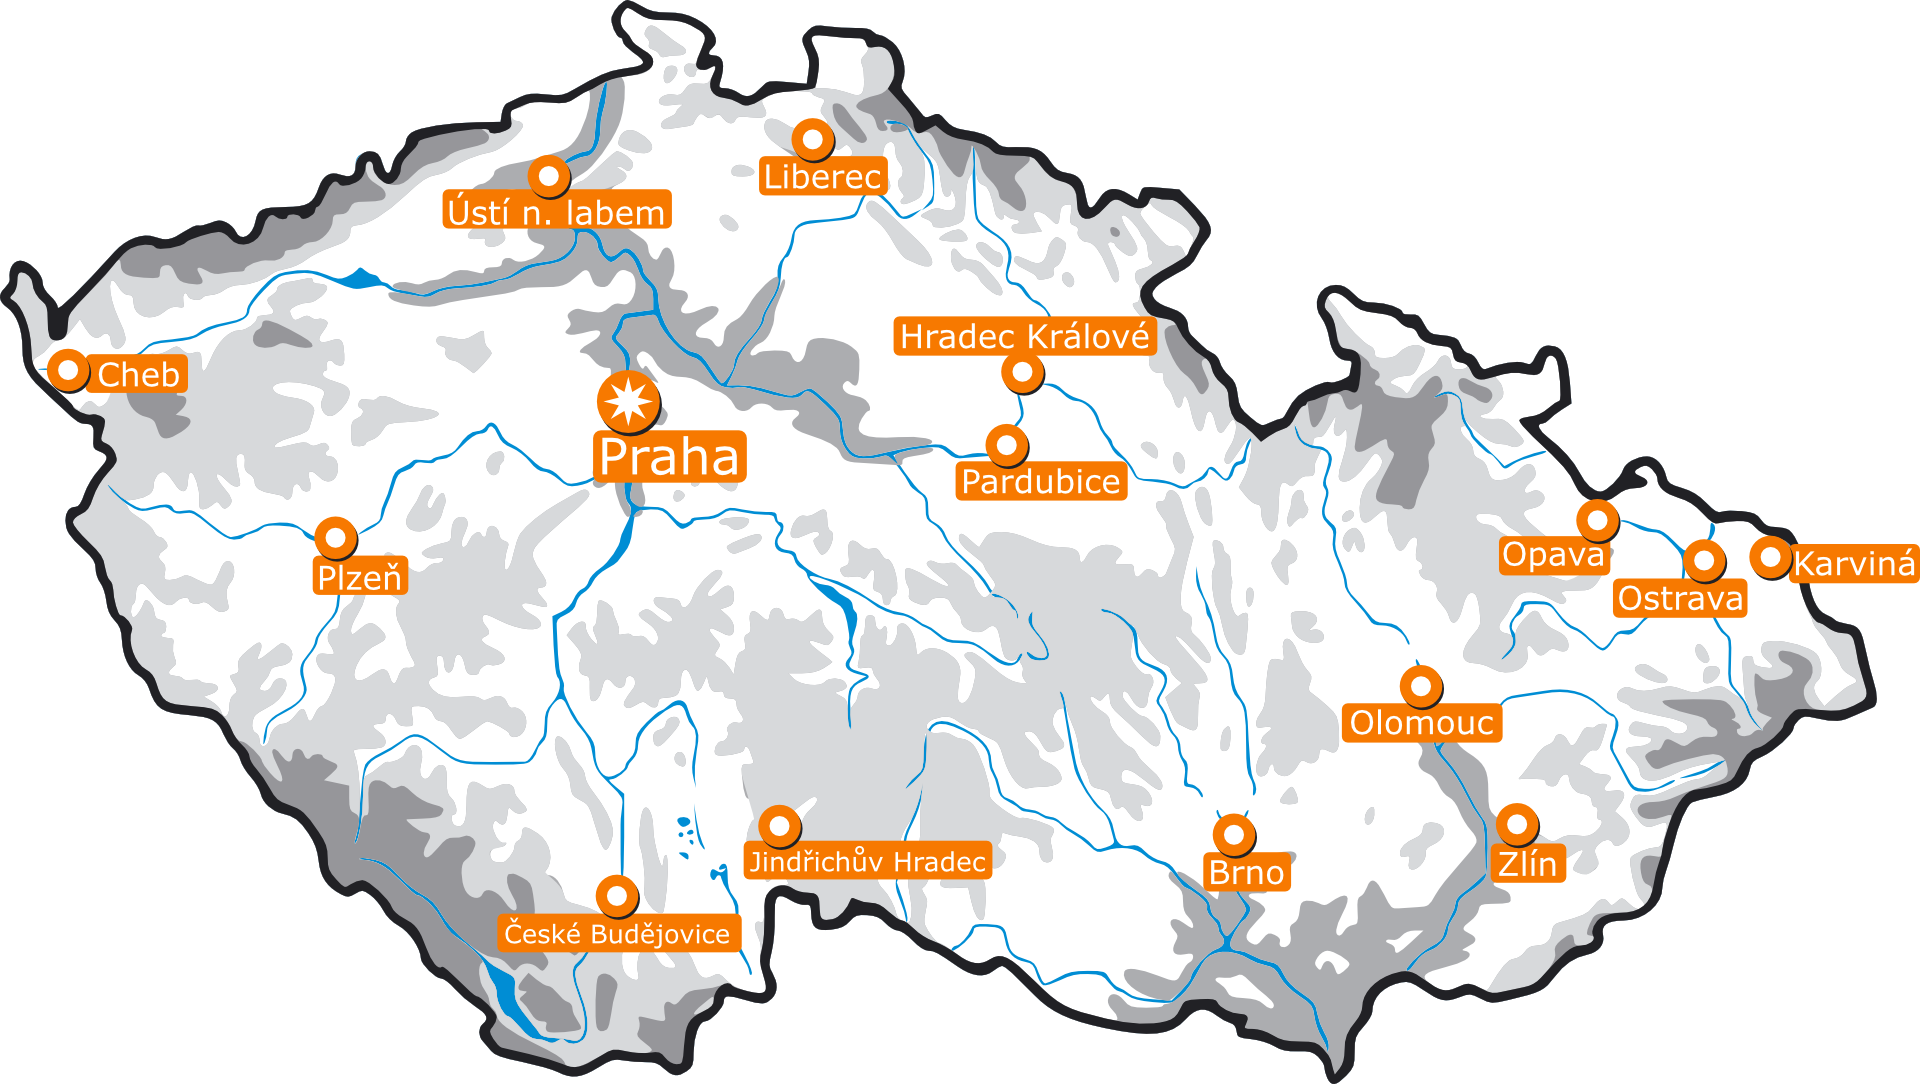 Liberec
Ústí n. labem
Hradec Králové
Cheb
Praha
Pardubice
Opava
Karviná
Plzeň
Ostrava
Olomouc
Jindřichův Hradec
Zlín
Brno
České Budějovice